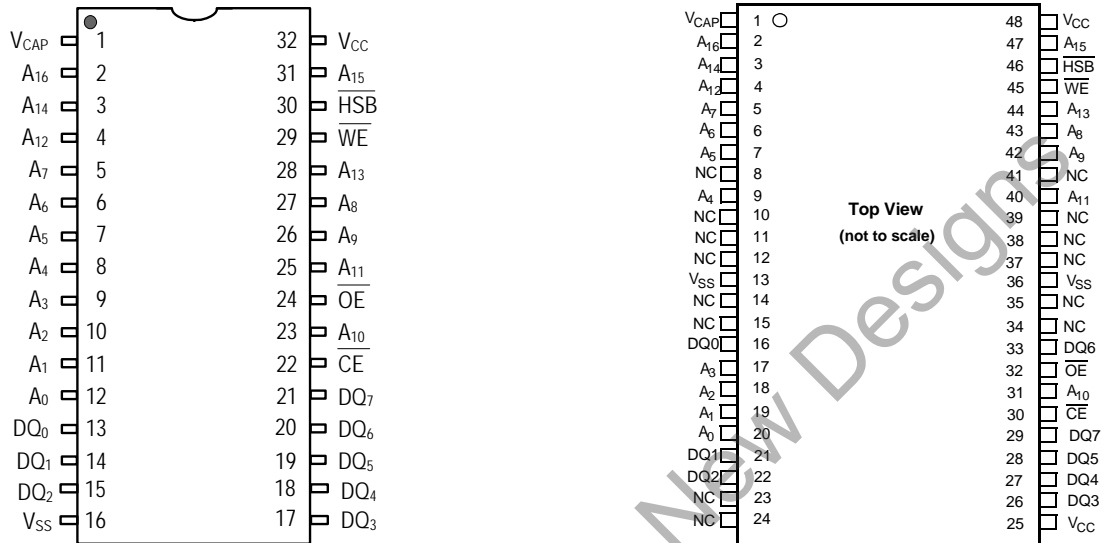 VCAP 1 32 VCC
A16 2 31 A15
A14 3 30 HSB
A12 4 29 WE
A7 5 28 A13
A6 6 27 A8
A5 7 26 A9
A4 8 25 A11
A3 9 24 OE
A2 10 23 A10
A1 11 22 CE
A0 12 21 DQ7
DQ0 13 20 DQ6
DQ1 14 19 DQ5
DQ2 15 18 DQ4
VSS 16 17 DQ3
VCAP 1 48 VCC
A16 2 47 A15
A14 3 46 HSB
A12 4 45 WE
A7 5 44 A13
A6 6 43 A8
A5 7 42 A9
NC 8 41 NC
A4 9 40 A11
NC 10 39 NC
NC 11 38 NC
NC 12 37 NC
VSS 13 36 VSS
NC 14 35 NC
NC 15 34 NC
DQ0 16 33 DQ6
A3 17 32 OE
A2 18 31 A10
A1 19 30 CE
A0 20 29 DQ7
DQ1 21 28 DQ5
DQ2 22 27 DQ4
NC 23 26 DQ3
NC 24 25 VCC
Top View
(not to scale)
New Designs